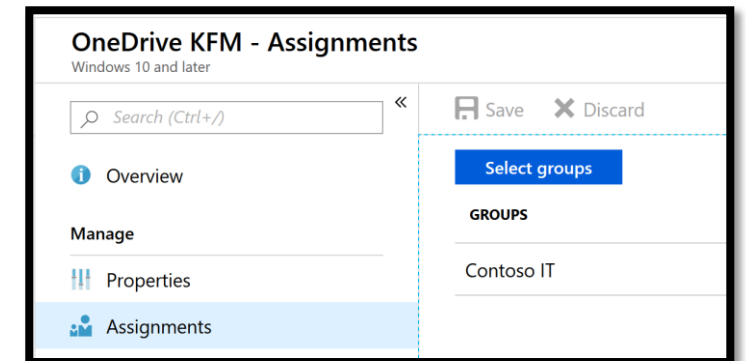 OneDrive KFM - Assignments
Windows 10 and later
Search (Ctrl+/)
«
Overview
Manage
Properties
Assignments
Save Discard
Select groups
GROUPS
Contoso IT